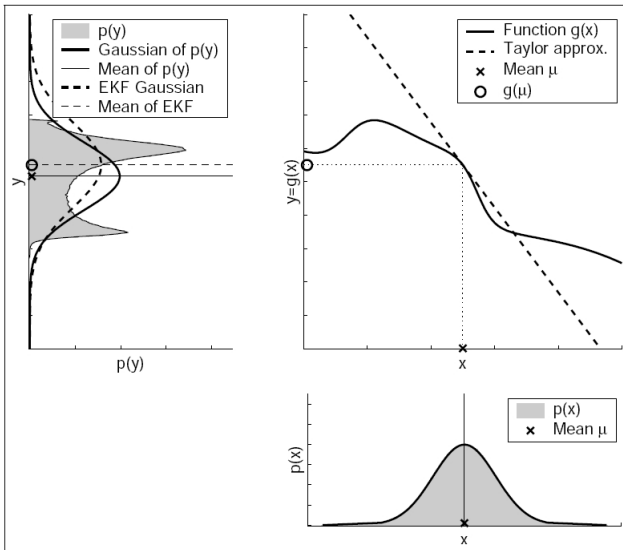 p(y)
Gaussian of p(y)
Mean of p(y)
EKF Gaussian
Mean of EKF
y
p(y)
Function g(x)
Taylor approx.
Mean μ
g(μ)
y=g(x)
x
p(x)
Mean μ
p(x)
x